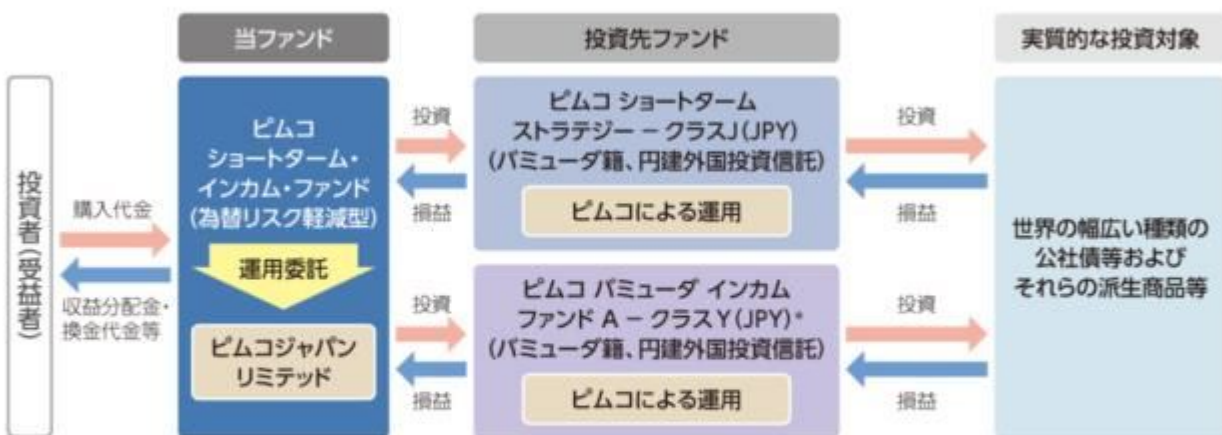 当ファンド
投資先ファンド
実質的な投資対象
投資者(受益者)
購入代金
収益分配金・
換金代金等
ピムコ
ショートターム・
インカム・ファンド
(為替リスク軽減型)
運用委託
ピムコジャパン
リミテッド
投資
損益
ピムコ ショートターム
ストラテジー − クラスJ(JPY)
(バミューダ籍、円建外国投資信託)
ピムコによる運用
投資
損益
投資
損益
ピムコ バミューダ インカム
ファンド A − クラス Y(JPY)*
(バミューダ籍、円建外国投資信託)
ピムコによる運用
投資
損益
世界の幅広い種類の
公社債等および
それらの派生商品等